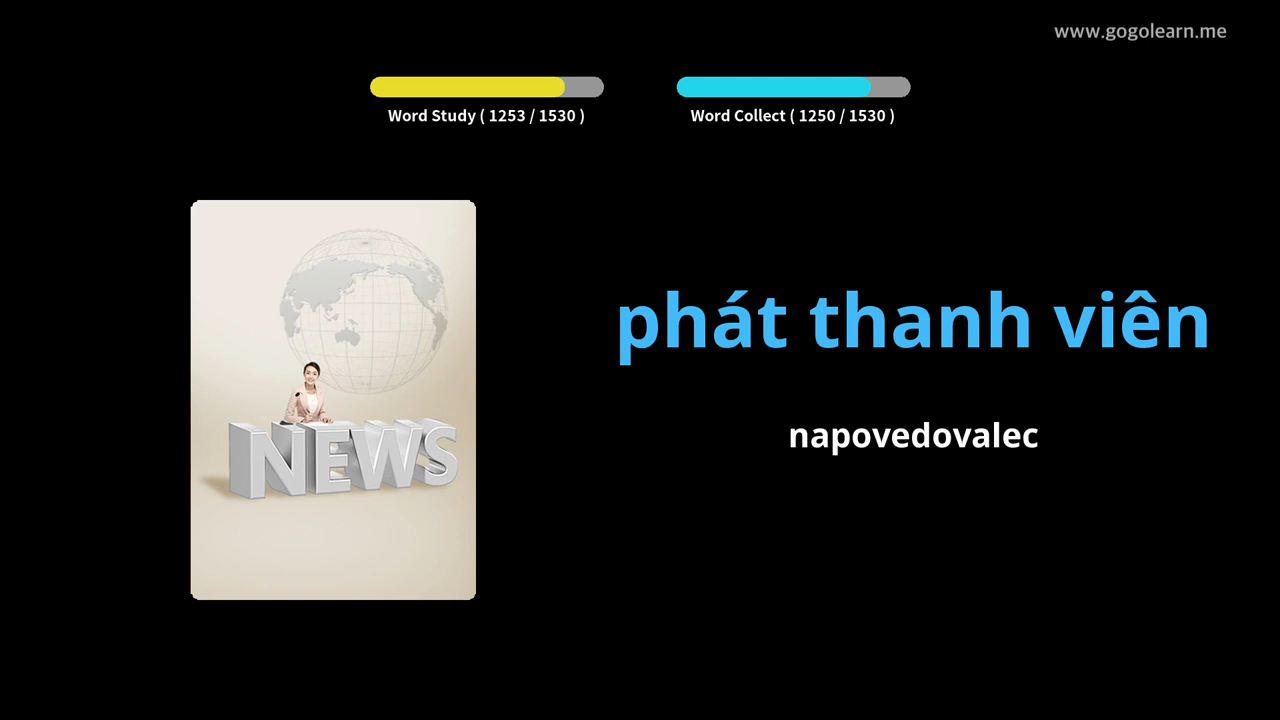 www.gogolearn.me
Word Study ( 1253 / 1530 )
Word Collect ( 1250 / 1530 )
NEWS
phát thanh viên
napovedovalec